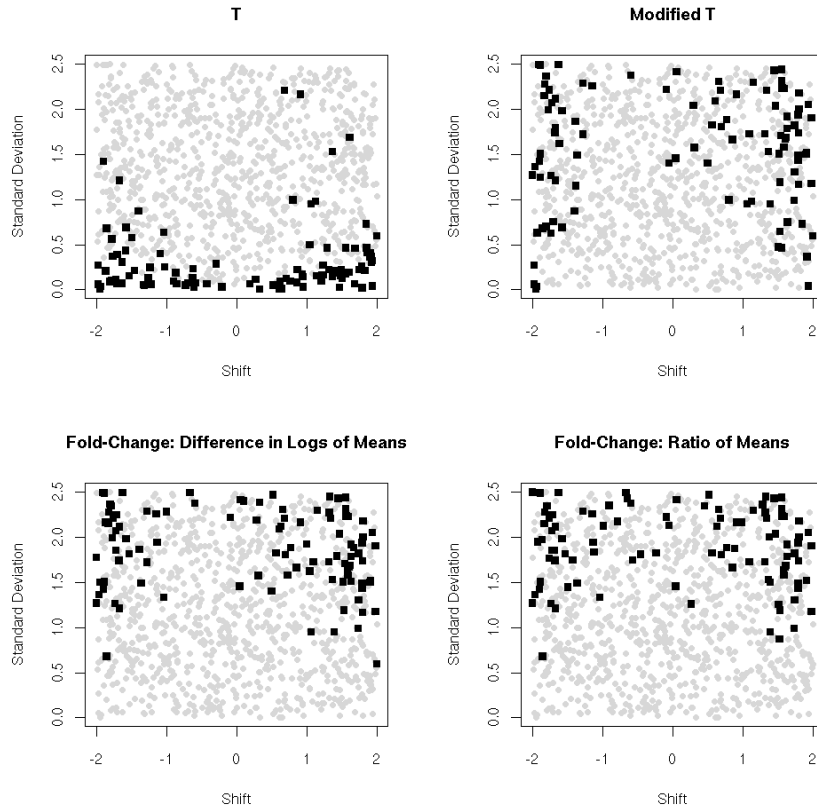 T
Standard Deviation
2.5
2.0
1.5
1.0
0.5
0.0
-2 -1 0 1 2
Shift
Modified T
Standard Deviation
2.5
2.0
1.5
1.0
0.5
0.0
-2 -1 0 1 2
Shift
Fold-Change: Difference in Logs of Means
Standard Deviation
2.5
2.0
1.5
1.0
0.5
0.0
-2 -1 0 1 2
Shift
Fold-Change: Ratio of Means
Standard Deviation
2.5
2.0
1.5
1.0
0.5
0.0
-2 -1 0 1 2
Shift